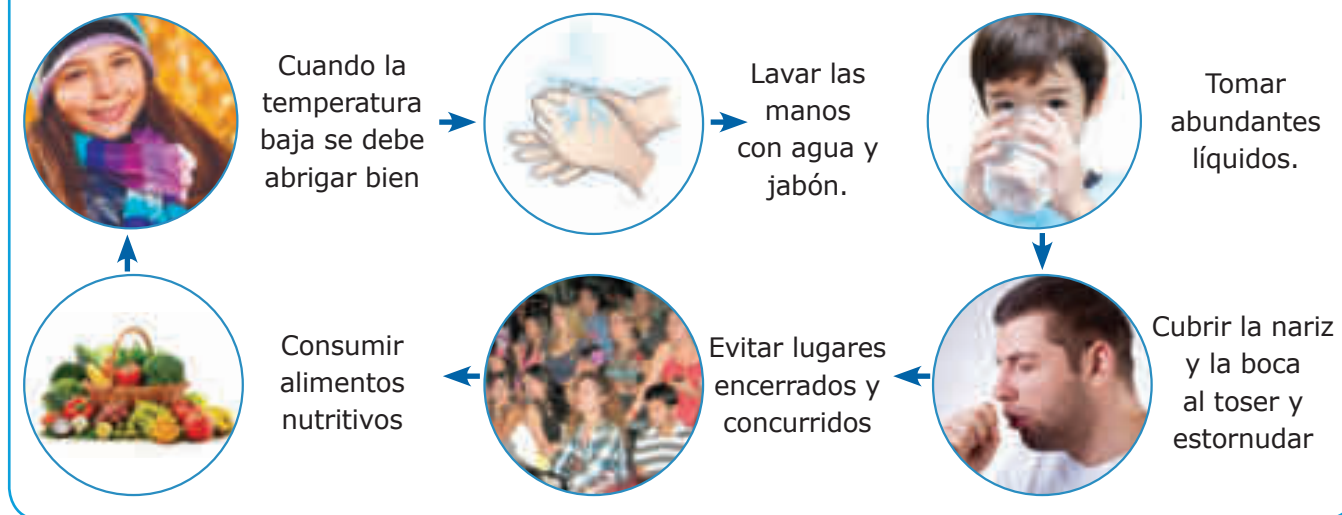 Cuando la
temperatura
baja se debe
abrigar bien
Lavar las
manos
con agua y
jabón.
Tomar
abundantes
líquidos.
Cubrir la nariz
y la boca
al toser y
estornudar
Evitar lugares
encerrados y
concurridos
Consumir
alimentos
nutritivos